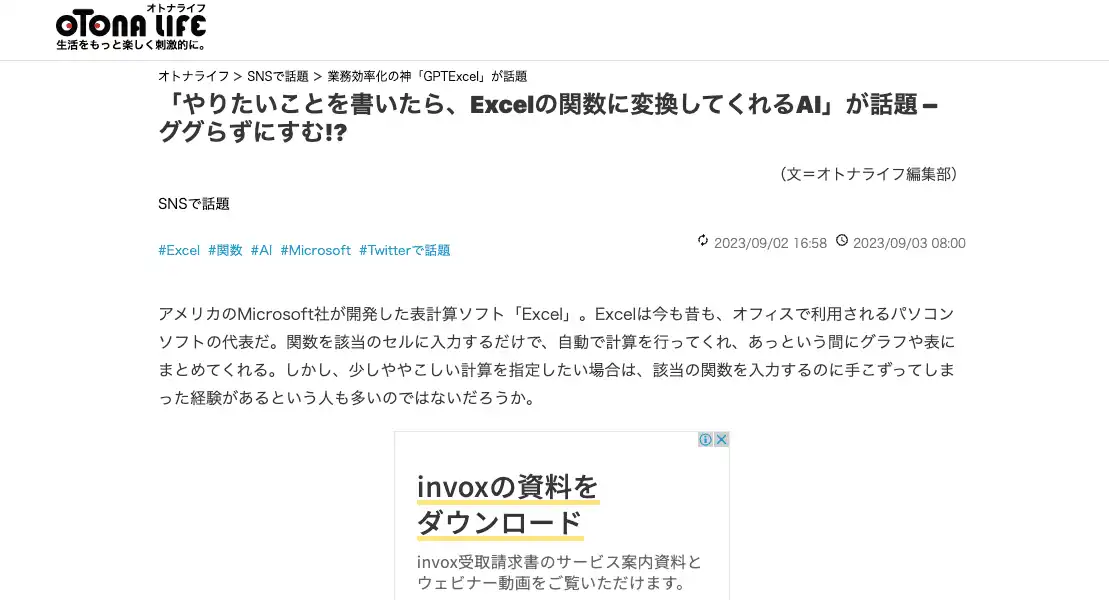 オトナライフ
OTONA LIFE
生活をもっと楽しく刺激的に。
オトナライフ > SNSで話題 > 業務効率化の神「GPTExcel」が話題
「やりたいことを書いたら、Excelの関数に変換してくれるAI」が話題 –
ググらずにすむ!?
（文＝オトナライフ編集部）
SNSで話題
#Excel #関数 #AI #Microsoft #Twitterで話題
2023/09/02 16:58 2023/09/03 08:00
アメリカのMicrosoft社が開発した表計算ソフト「Excel」。Excelは今も昔も、オフィスで利用されるパソコン
ソフトの代表だ。関数を該当のセルに入力するだけで、自動で計算を行ってくれ、あっという間にグラフや表に
まとめてくれる。しかし、少しややこしい計算を指定したい場合は、該当の関数を入力するのに手こずってしま
った経験があるという人も多いのではないだろうか。
invoxの資料を
ダウンロード
invox受取請求書のサービス案内資料と
ウェビナー動画をご覧いただけます。